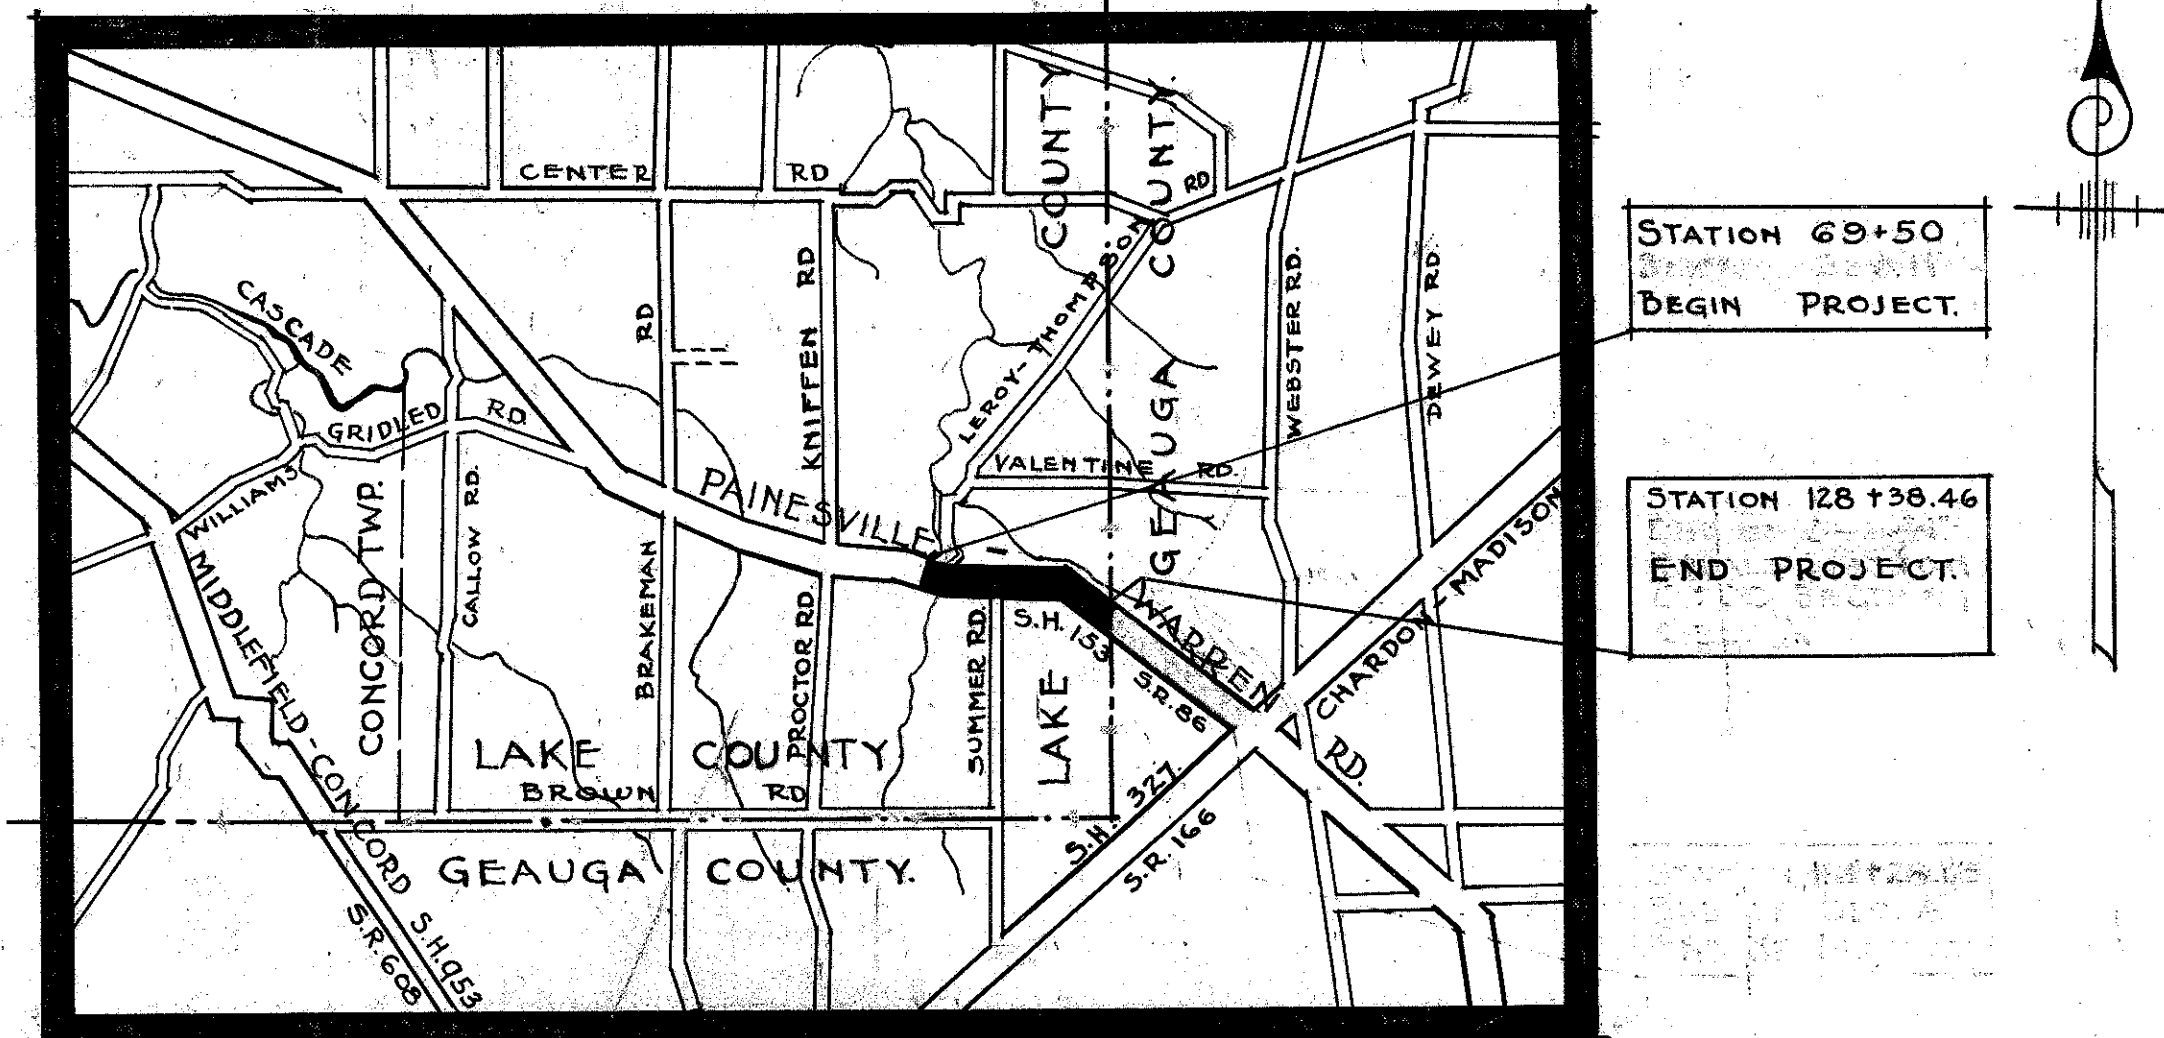 CENTER RD
RD
COUNTY
COUNTY.
CASCADE
GRIDLED RD.
WILLIAMS
CONCORD TWP.
CALLOW RD.
BRAKEMAN
RD
KNIFFEN RD
PROCTOR RD.
PAINESVILLE
WARREN
RD.
LEROY-THOMPSON
VALENTINE RD.
WEBSTER RD.
DEWEY RD.
GEAUGA
LAKE
SUMMER RD.
S.H. 153
S.R. 86
CHARDON-MADISON
S.H. 327
S.R. 166
MIDDLEFIELD-CONCORD S.H. 953
S.R. 608
LAKE COUNTY
BROWN RD
GEAUGA COUNTY.
STATION 69+50
BEGIN PROJECT.
STATION 128+38.46
END PROJECT.